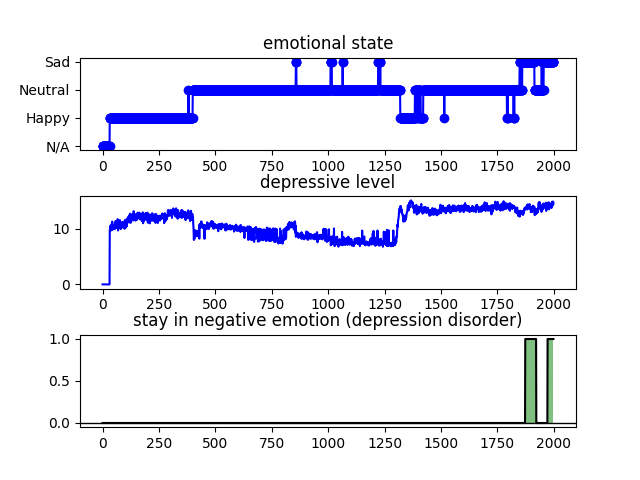 emotional state
Sad
Neutral
Happy
N/A
0 250 500 750 1000 1250 1500 1750 2000
depressive level
10
0
0 250 500 750 1000 1250 1500 1750 2000
stay in negative emotion (depression disorder)
1.0
0.5
0.0
0 250 500 750 1000 1250 1500 1750 2000